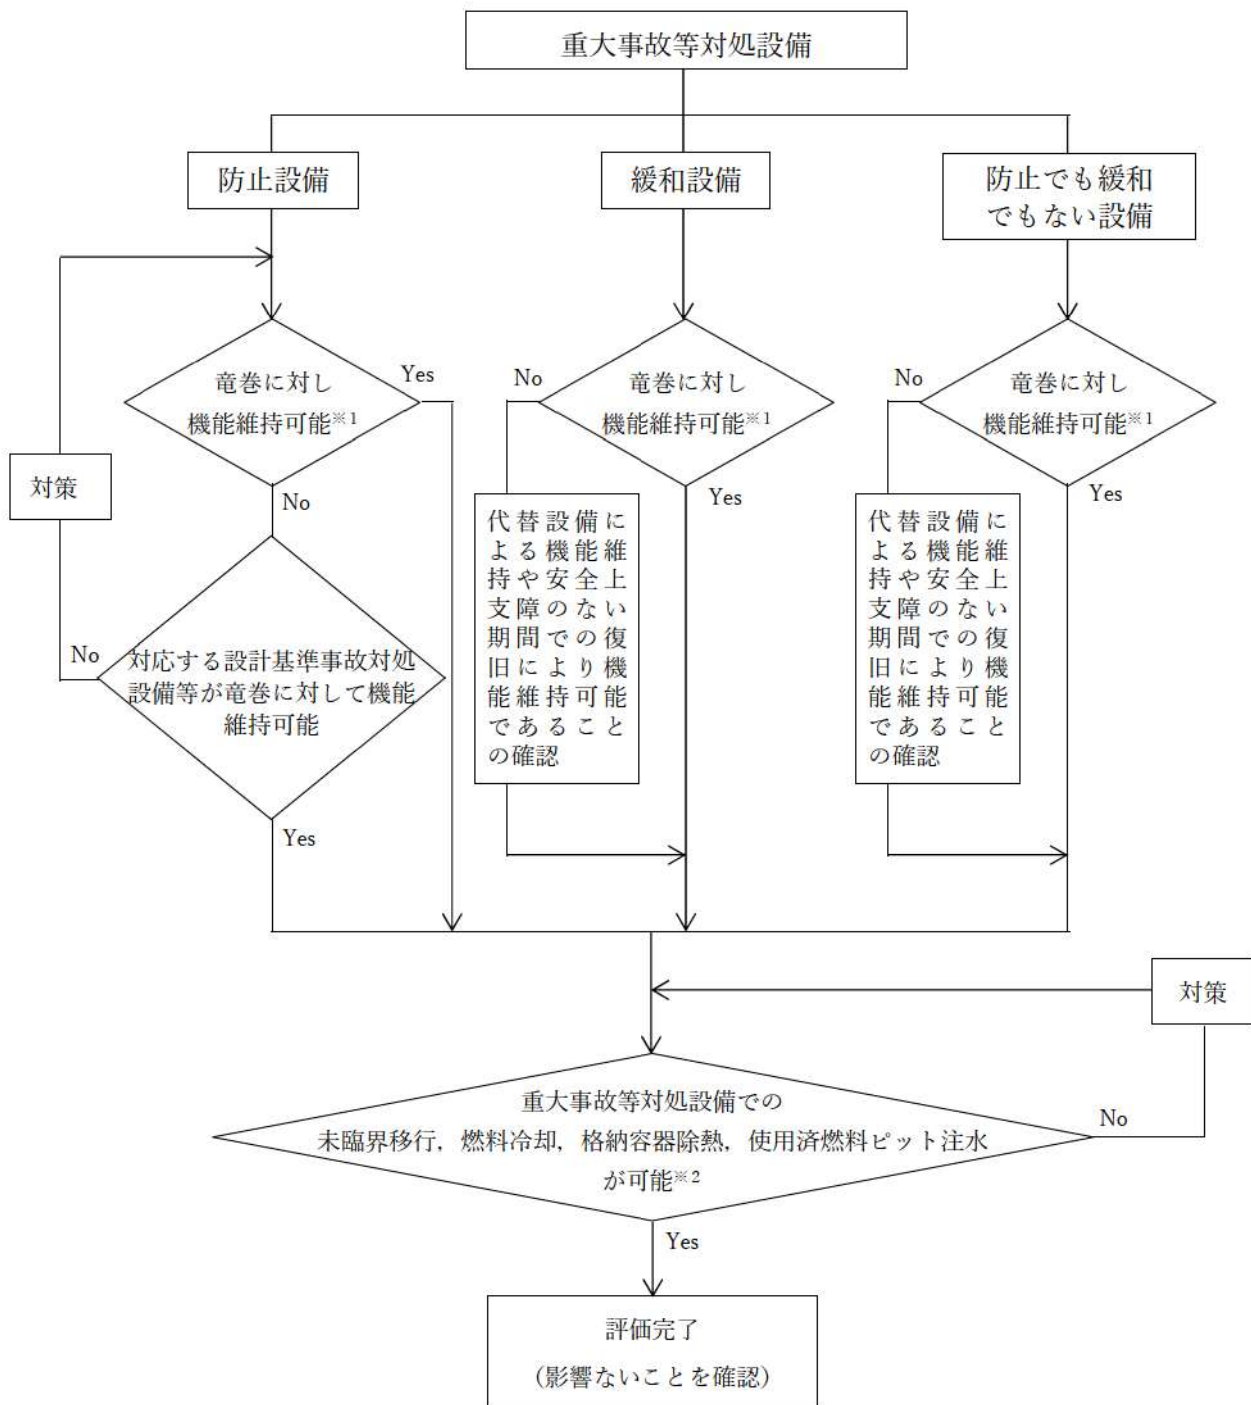 重大事故等対処設備
防止設備
緩和設備
防止でも緩和
でもない設備
竜巻に対し
機能維持可能※1
Yes
No
対策
対応する設計基準事故対処
設備等が竜巻に対して機能
維持可能
No
Yes
竜巻に対し
機能維持可能※1
No
Yes
代替設備に
よる機能維
持や安全上
支障のない
期間での復
旧により機
能維持可能
であること
の確認
竜巻に対し
機能維持可能※1
No
Yes
代替設備に
よる機能維
持や安全上
支障のない
期間での復
旧により機
能維持可能
であること
の確認
対策
重大事故等対処設備での
未臨界移行，燃料冷却，格納容器除熱，使用済燃料ピット注水
が可能※2
No
Yes
評価完了
（影響ないことを確認）